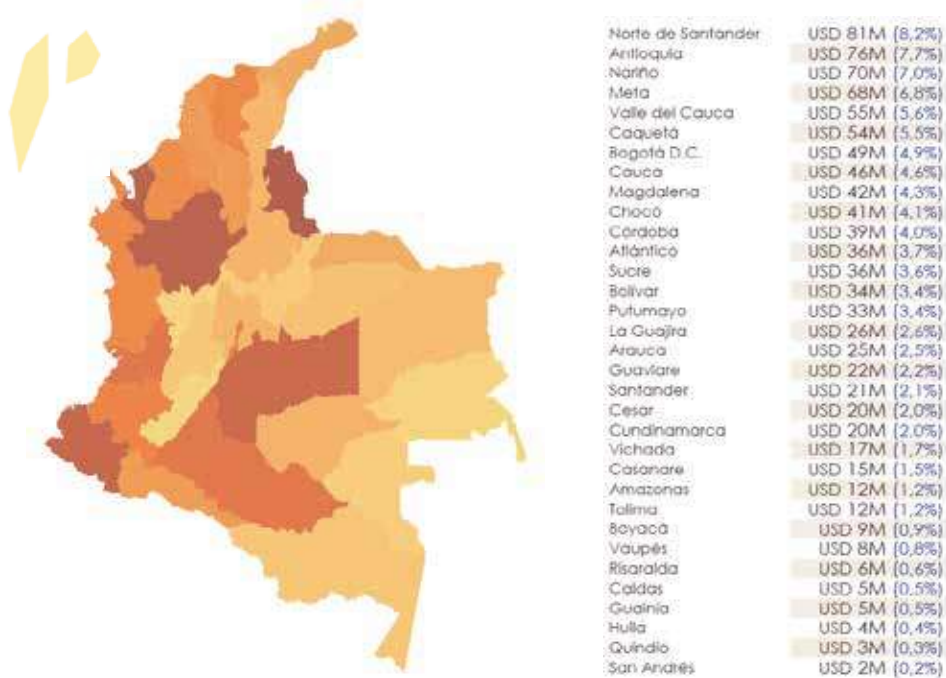 Norte de Santander USD 81M (8,2%)
Antioquia USD 76M (7,7%)
Nariño USD 70M (7,0%)
Meta USD 68M (6,8%)
Valle del Cauca USD 55M (5,6%)
Caquetá USD 54M (5,5%)
Bogotá D.C. USD 49M (4,9%)
Cauca USD 46M (4,6%)
Magdalena USD 42M (4,3%)
Chocó USD 41M (4,1%)
Córdoba USD 39M (4,0%)
Atlántico USD 36M (3,7%)
Sucre USD 36M (3,6%)
Bolívar USD 34M (3,4%)
Putumayo USD 33M (3,4%)
La Guajira USD 26M (2,6%)
Arauca USD 25M (2,5%)
Guaviare USD 22M (2,2%)
Santander USD 21M (2,1%)
Cesar USD 20M (2,0%)
Cundinamarca USD 20M (2,0%)
Vichada USD 17M (1,7%)
Casanare USD 15M (1,5%)
Amazonas USD 12M (1,2%)
Tolima USD 12M (1,2%)
Boyacá USD 9M (0,9%)
Vaupés USD 8M (0,8%)
Risaralda USD 6M (0,6%)
Caldas USD 5M (0,5%)
Guainía USD 5M (0,5%)
Huila USD 4M (0,4%)
Quindío USD 3M (0,3%)
San Andrés USD 2M (0,2%)